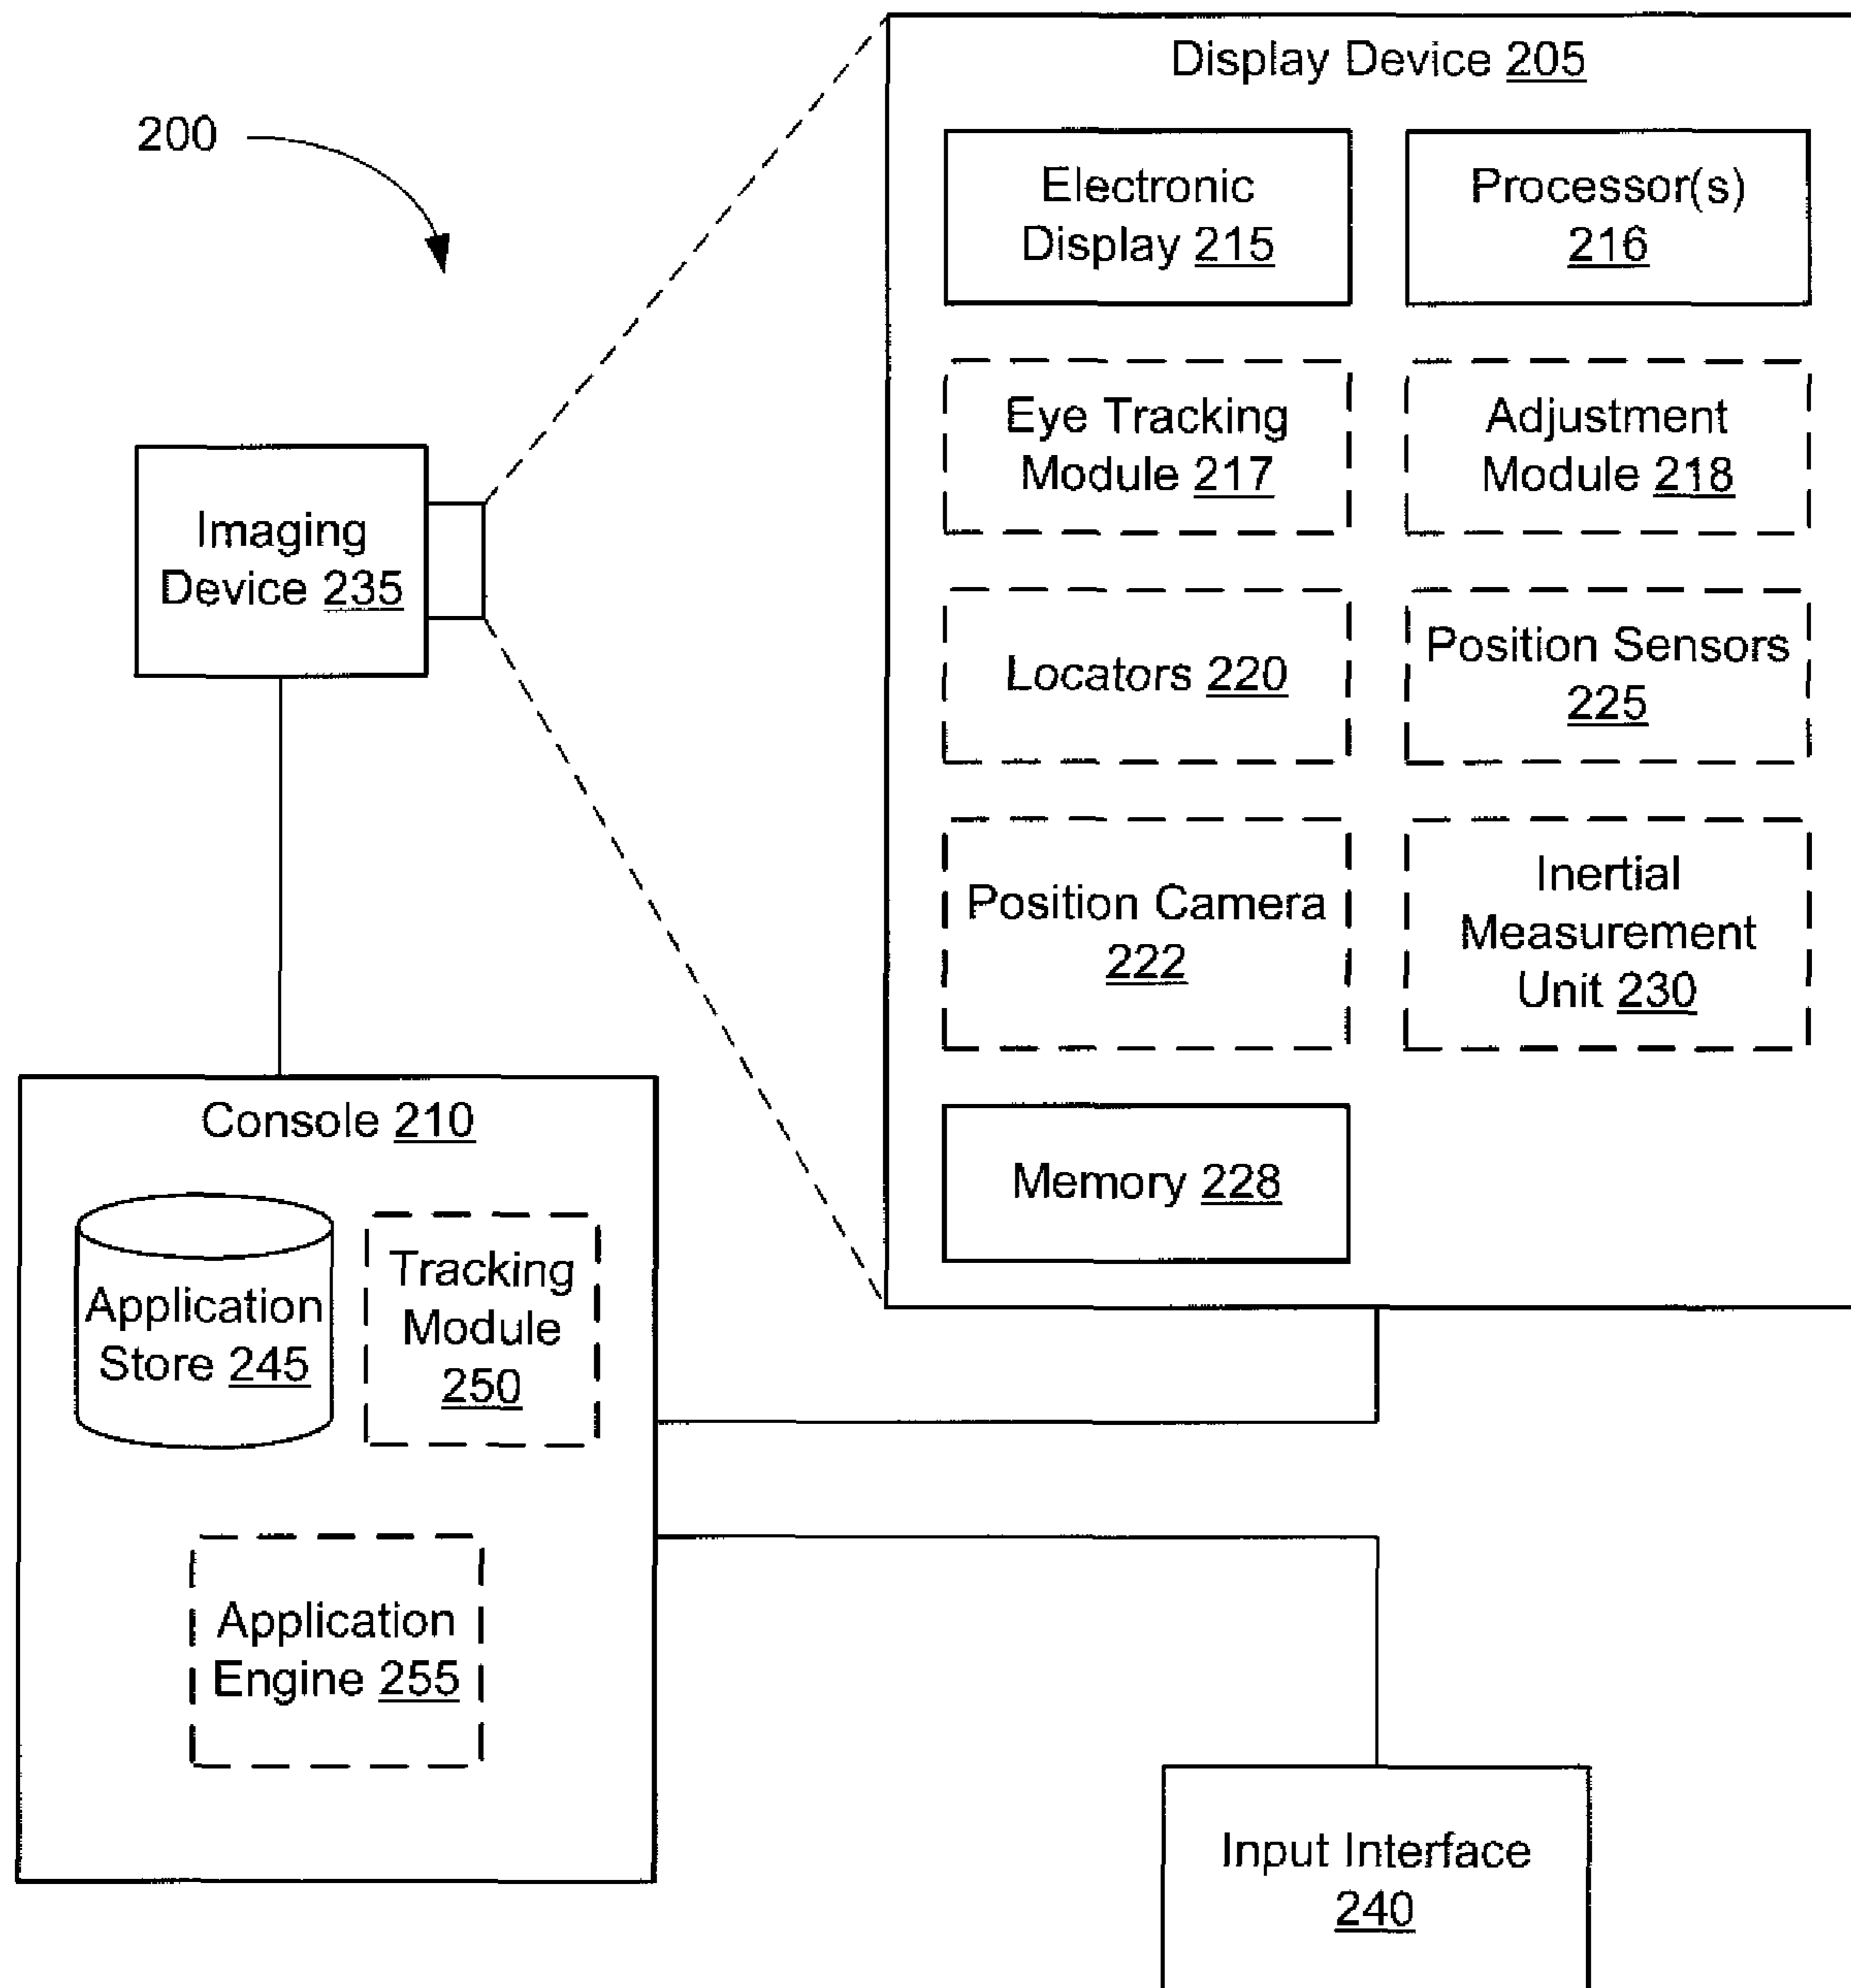 Display Device 205
200
Electronic
Display 215
Processor(s)
216
Eye Tracking
Module 217
Adjustment
Module 218
Imaging
Device 235
Locators 220
Position Sensors
225
Position Camera
222
Inertial
Measurement
Unit 230
Console 210
Memory 228
Application
Store 245
Tracking
Module
250
Application
Engine 255
Input Interface
240